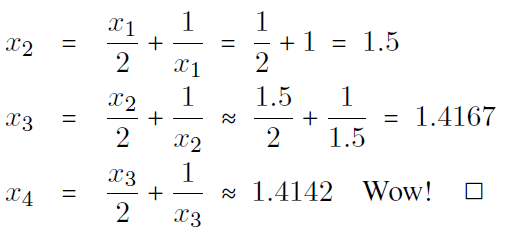 x₂ = x₁/2 + 1/x₁ = 1/2 + 1 = 1.5
x₃ = x₂/2 + 1/x₂ ≈ 1.5/2 + 1/1.5 = 1.4167
x₄ = x₃/2 + 1/x₃ ≈ 1.4142 Wow! □